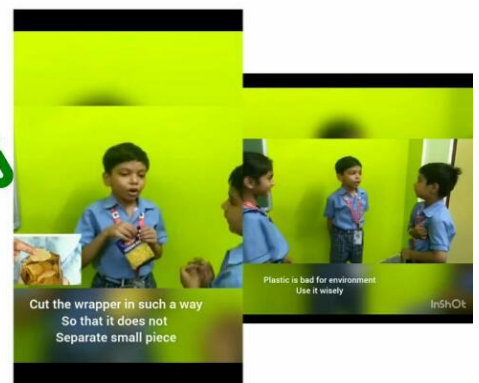 Cut the wrapper in such a way
So that it does not
Separate small piece
Plastic is bad for environment
Use it wisely
InShOt